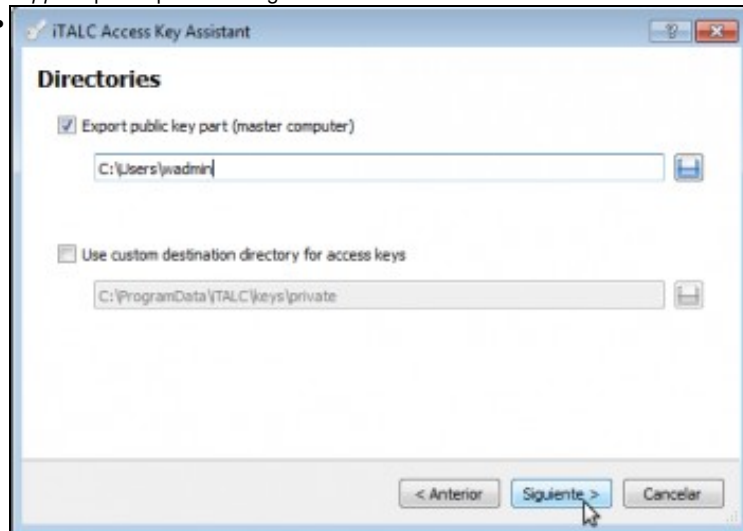 iTALC Access Key Assistant
Directories
Export public key part (master computer)
C:\Users\wadmin
Use custom destination directory for access keys
C:\ProgramData\iTALC\keys\private
< Anterior
Siguiente >
Cancelar